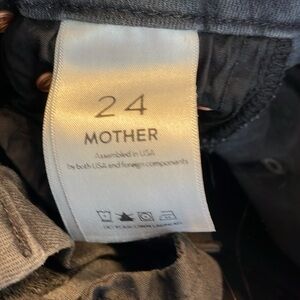 24
MOTHER
Assembled in USA
by both USA and foreign components